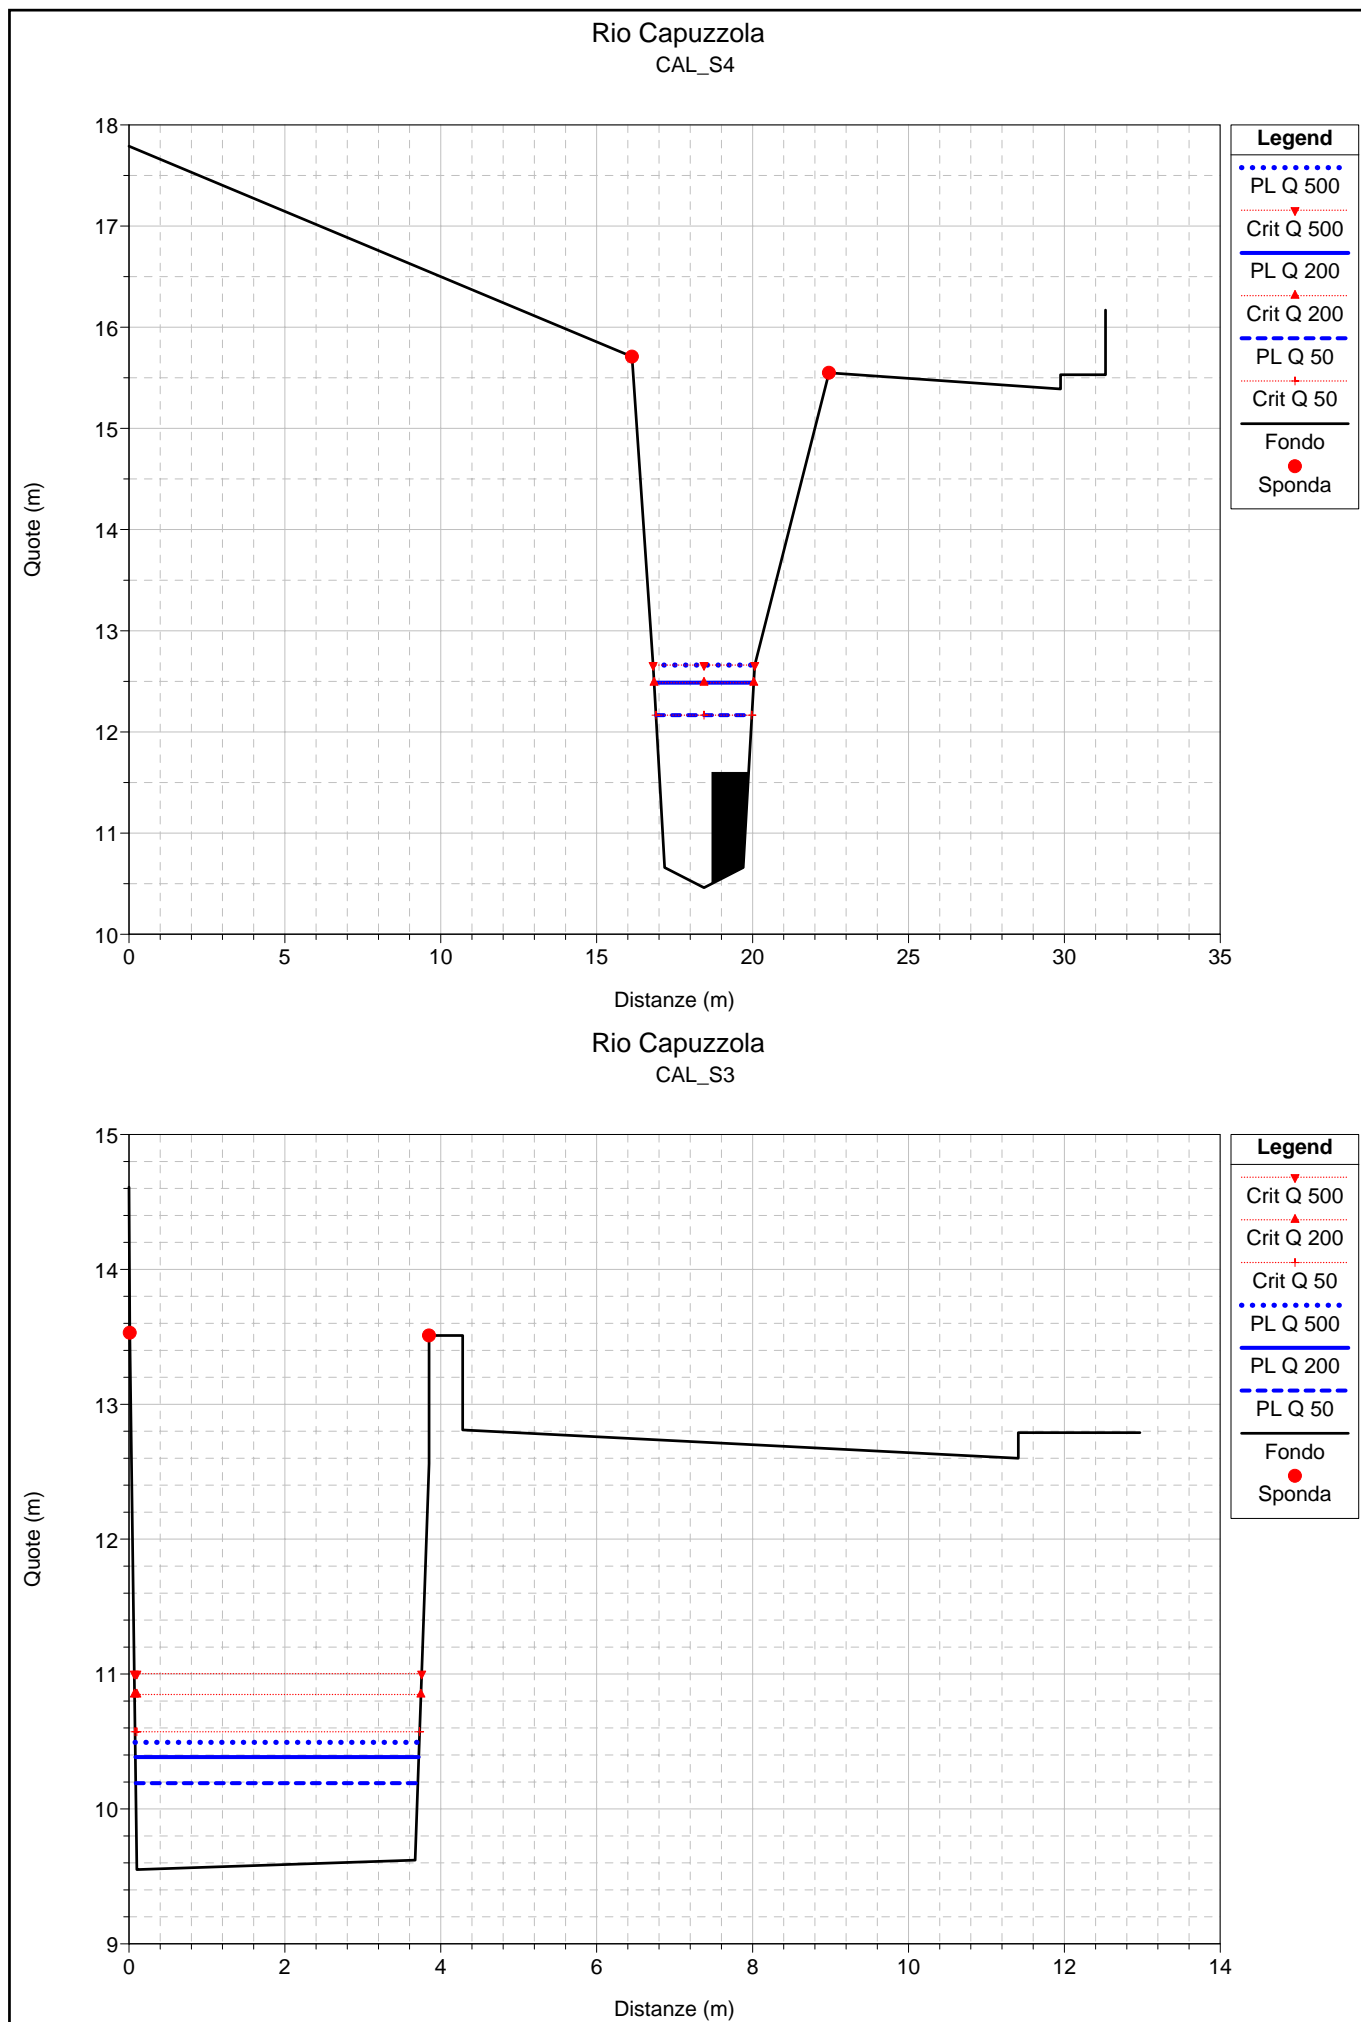 Rio Capuzzola
CAL_S4
18
17
16
15
14
13
12
11
10
Quote (m)
0 5 10 15 20 25 30 35
Distanze (m)
Legend
PL Q 500
Crit Q 500
PL Q 200
Crit Q 200
PL Q 50
Crit Q 50
Fondo
Sponda
Rio Capuzzola
CAL_S3
15
14
13
12
11
10
9
Quote (m)
0 2 4 6 8 10 12 14
Distanze (m)
Legend
Crit Q 500
Crit Q 200
Crit Q 50
PL Q 500
PL Q 200
PL Q 50
Fondo
Sponda